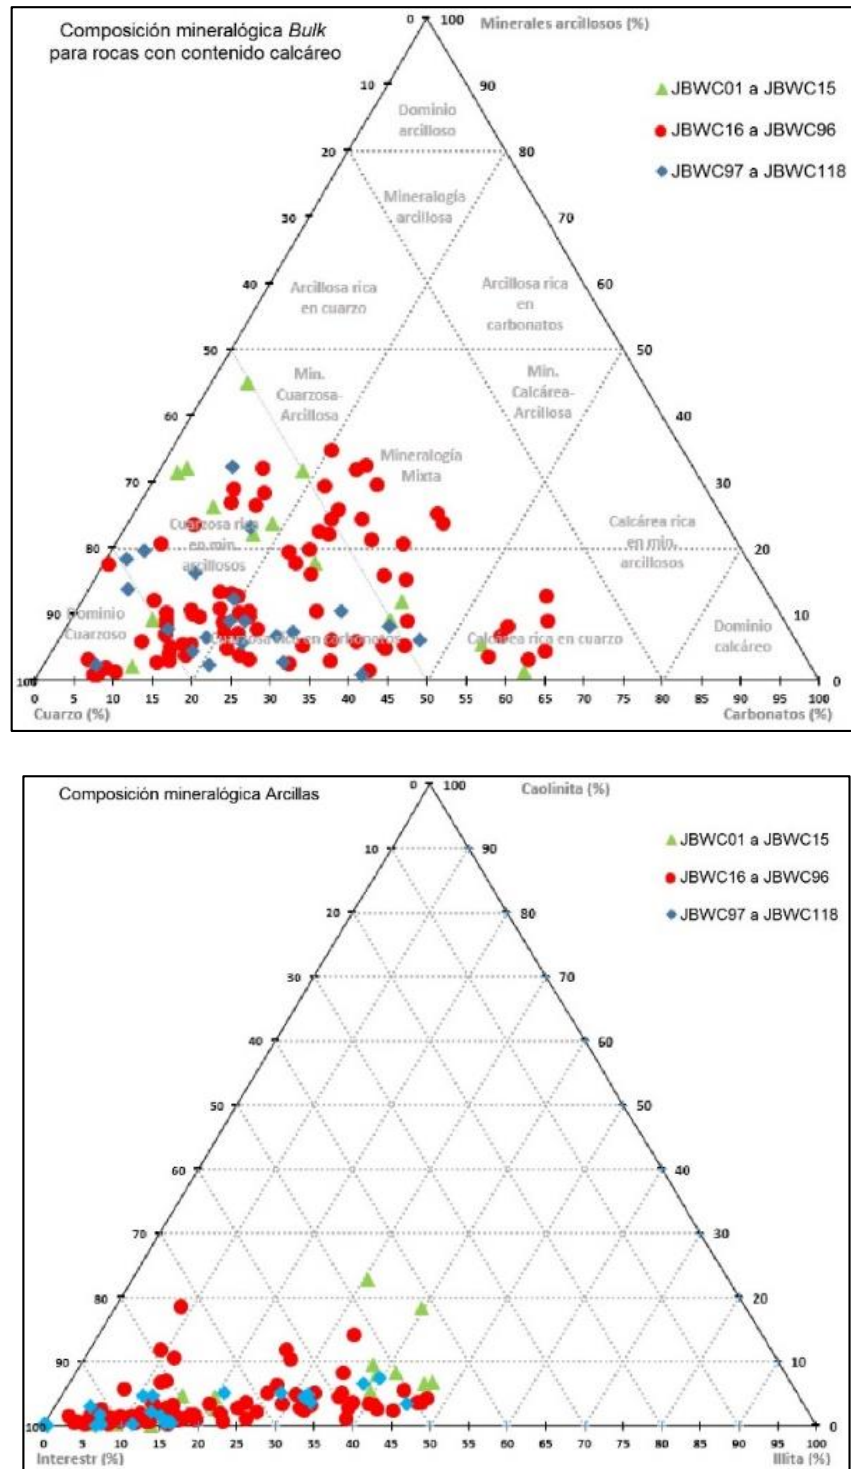 Composición mineralógica Bulk
para rocas con contenido calcáreo
0 100 Minerales arcillosos (%)
JBWC01 a JBWC15
JBWC16 a JBWC96
JBWC97 a JBWC118
10 90
Dominio
arcilloso
20 80
Mineralogía
arcillosa
30 70
40 60
Arcillosa rica
en cuarzo
Arcillosa rica
en
carbonatos
50 50
Min.
Cuarzosa-
Arcillosa
Min.
Calcárea-
Arcillosa
60 40
Mineralogía
Mixta
70 30
Cuarzosa rica
en min.
arcillosos
Calcárea rica
en min.
arcillosos
80 20
90 10
Dominio
Cuarzoso
Cuarzosa rica en carbonatos
Calcárea rica en cuarzo
Dominio
calcáreo
100 0
0 5 10 15 20 25 30 35 40 45 50 55 60 65 70 75 80 85 90 95 100
Cuarzo (%) Carbonatos (%)
Composición mineralógica Arcillas
0 100 Caolinita (%)
JBWC01 a JBWC15
JBWC16 a JBWC96
JBWC97 a JBWC118
10 90
20 80
30 70
40 60
50 50
60 40
70 30
80 20
90 10
100 0
0 5 10 15 20 25 30 35 40 45 50 55 60 65 70 75 80 85 90 95 100
Interestr (%) Illita (%)